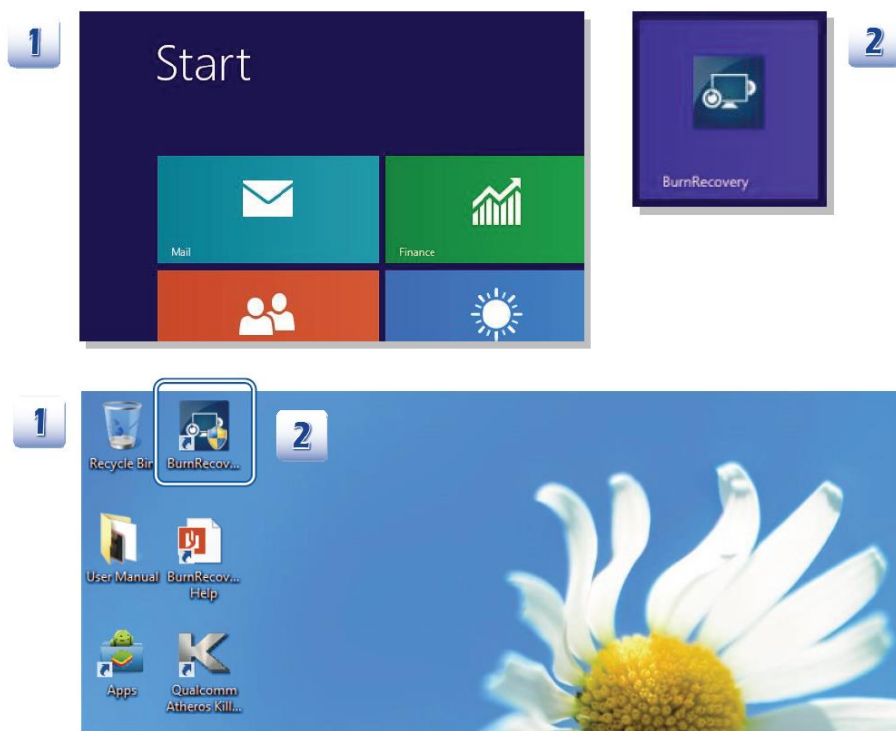 1
Start
Mail
Finance
BurnRecovery
2
1
Recycle Bin
BurnRecov...
2
User Manual
BurnRecov...
Help
Apps
Qualcomm
Atheros Kill...